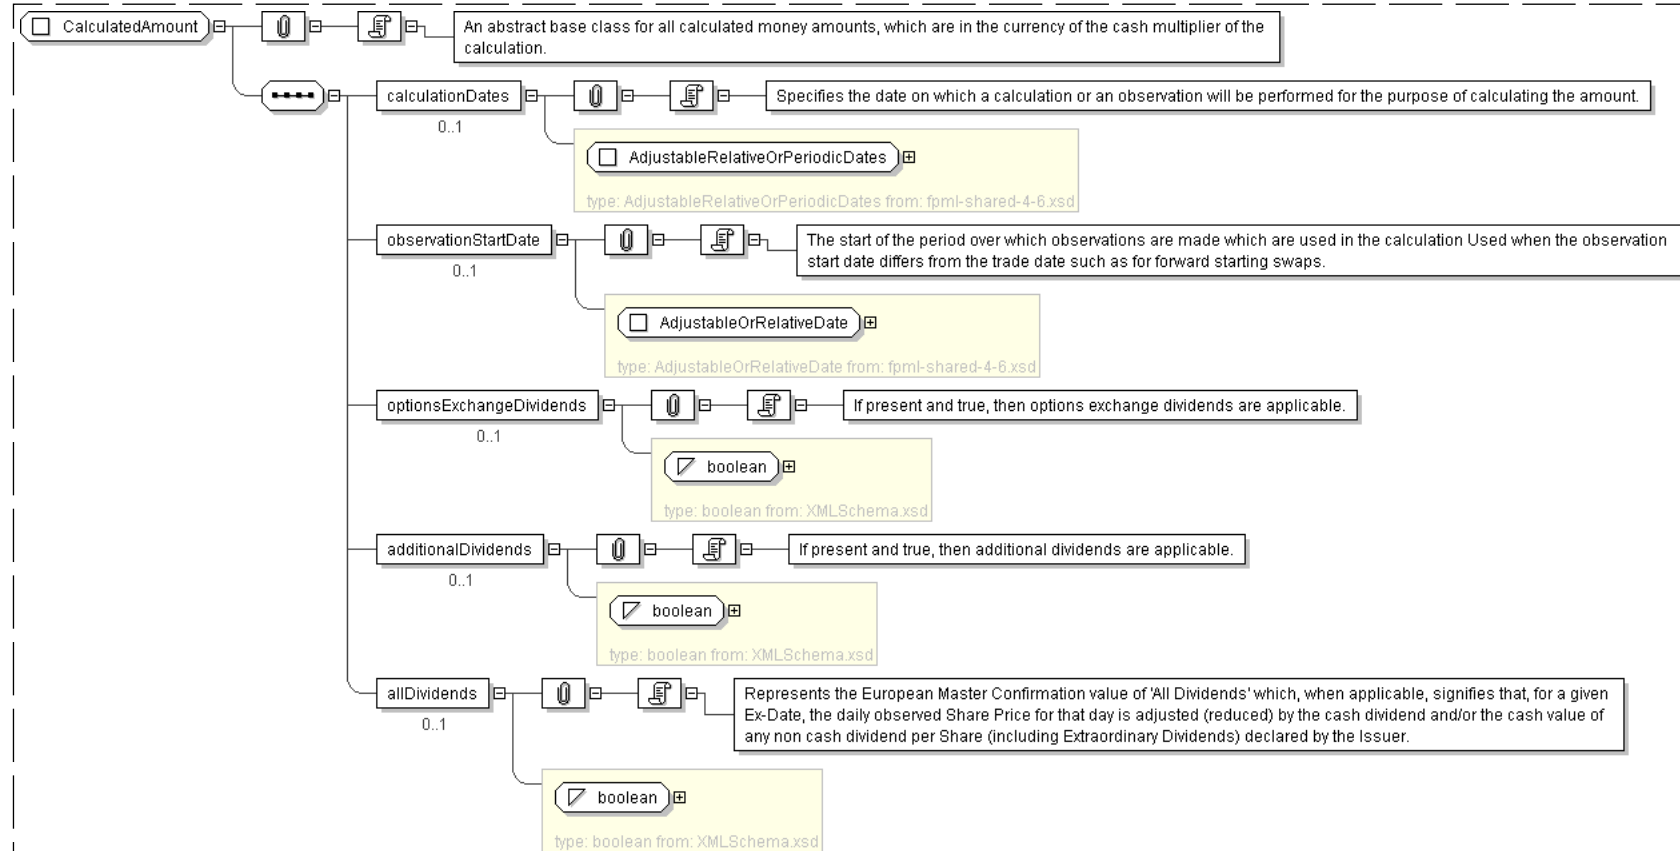 CalculatedAmount
An abstract base class for all calculated money amounts, which are in the currency of the cash multiplier of the
calculation.
calculationDates
0..1
Specifies the date on which a calculation or an observation will be performed for the purpose of calculating the amount.
AdjustableRelativeOrPeriodicDates
type: AdjustableRelativeOrPeriodicDates from: fpml-shared-4-6.xsd
observationStartDate
0..1
The start of the period over which observations are made which are used in the calculation Used when the observation
start date differs from the trade date such as for forward starting swaps.
AdjustableOrRelativeDate
type: AdjustableOrRelativeDate from: fpml-shared-4-6.xsd
optionsExchangeDividends
0..1
If present and true, then options exchange dividends are applicable.
boolean
type: boolean from: XMLSchema.xsd
additionalDividends
0..1
If present and true, then additional dividends are applicable.
boolean
type: boolean from: XMLSchema.xsd
allDividends
0..1
Represents the European Master Confirmation value of 'All Dividends' which, when applicable, signifies that, for a given
Ex-Date, the daily observed Share Price for that day is adjusted (reduced) by the cash dividend and/or the cash value of
any non cash dividend per Share (including Extraordinary Dividends) declared by the Issuer.
boolean
type: boolean from: XMLSchema.xsd